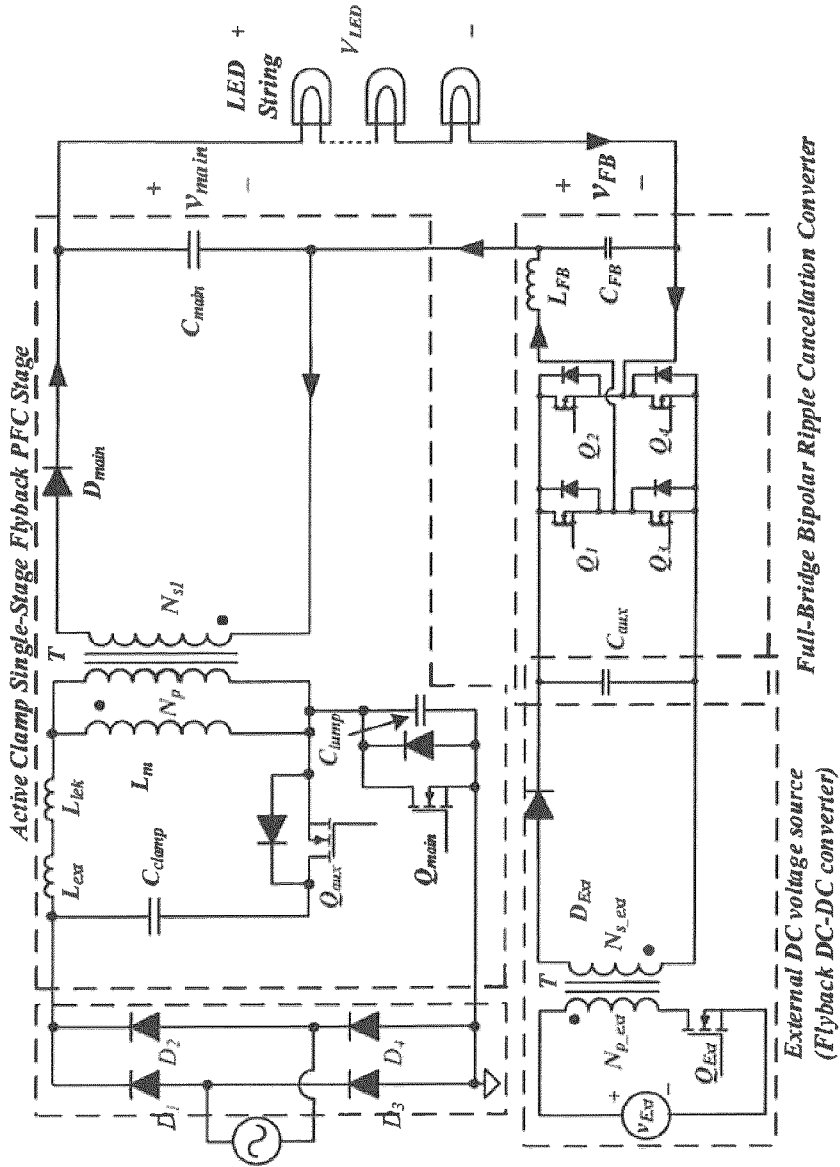 Active Clamp Single-Stage Flyback PFC Stage
L_ext
L_lek
T
D_main
C_clamp
L_m
N_p
N_s1
C_main
+
V_main
−
LED
String
+
V_LED
−
Q_aux
C_lump
Q_main
D_1
D_2
D_3
D_4
T
D_Ext
N_p_ext
N_s_ext
+
v_Ext
−
Q_Ext
C_aux
Q_1
Q_2
Q_3
Q_4
L_FB
C_FB
+
V_FB
−
External DC voltage source
(Flyback DC-DC converter)
Full-Bridge Bipolar Ripple Cancellation Converter